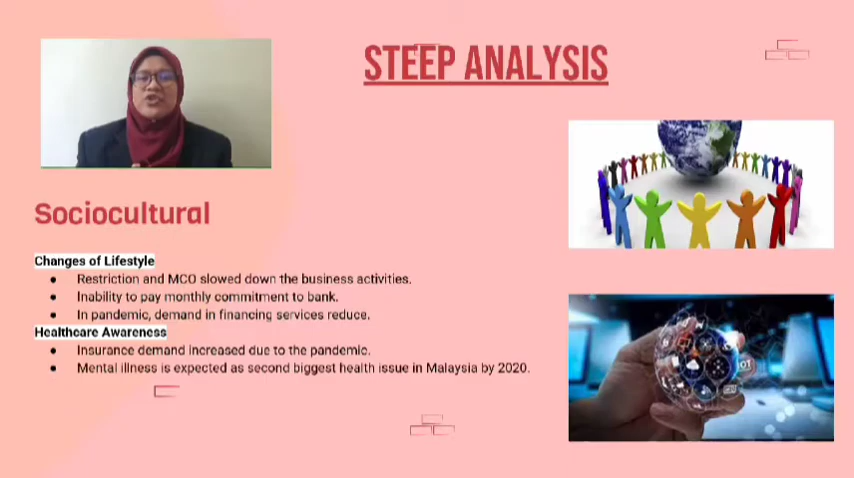 STEEP ANALYSIS
Sociocultural
Changes of Lifestyle
● Restriction and MCO slowed down the business activities.
● Inability to pay monthly commitment to bank.
● In pandemic, demand in financing services reduce.
Healthcare Awareness
● Insurance demand increased due to the pandemic.
● Mental illness is expected as second biggest health issue in Malaysia by 2020.